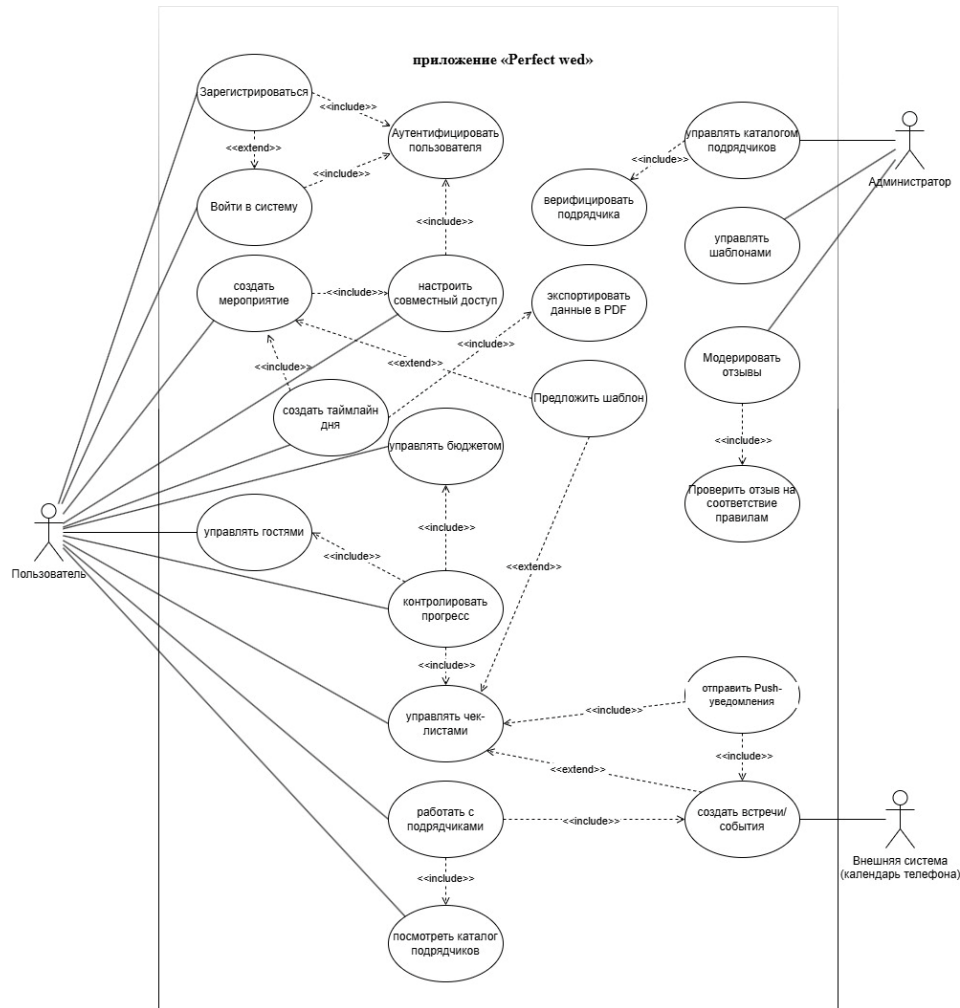 приложение «Perfect wed»
Зарегистрироваться
<<include>>
Аутентифицировать
пользователя
управлять каталогом
подрядчиков
<<extend>>
<<include>>
<<include>>
Администратор
Войти в систему
верифицировать
подрядчика
<<include>>
управлять
шаблонами
создать
мероприятие
<<include>>
настроить
совместный доступ
экспортировать
данные в PDF
<<include>>
<<extend>>
<<include>>
Модерировать
отзывы
создать таймлайн
дня
Предложить шаблон
управлять бюджетом
<<include>>
Проверить отзыв на
соответствие
правилам
<<include>>
управлять гостями
<<include>>
<<extend>>
Пользователь
контролировать
прогресс
<<include>>
отправить Push-
уведомления
<<include>>
управлять чек-
листами
<<include>>
<<extend>>
работать с
подрядчиками
<<include>>
создать встречи/
события
Внешняя система
(календарь телефона)
<<include>>
посмотреть каталог
подрядчиков